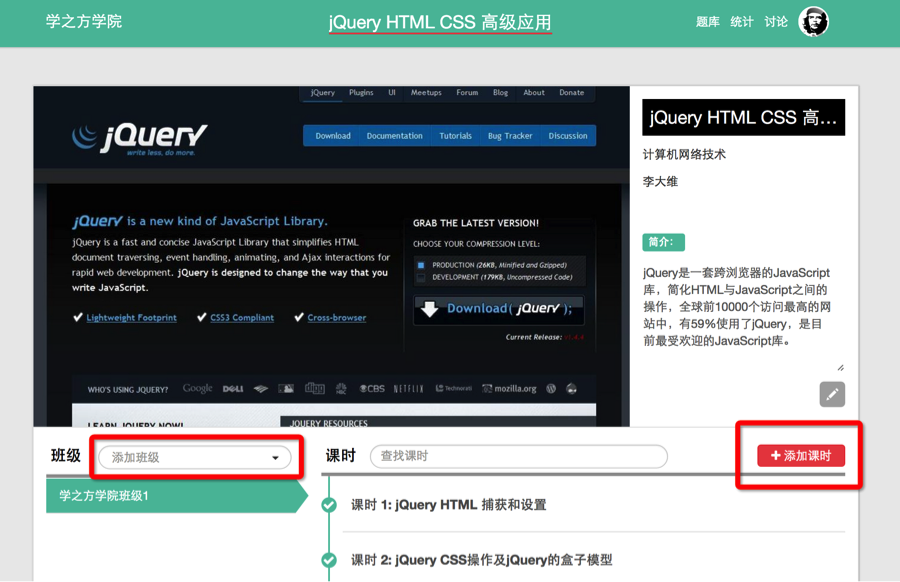 学之方学院
jQuery HTML CSS 高级应用
题库 统计 讨论
jQuery Plugins UI Meetups Forum Blog About Donate
jQuery
write less, do more.
Download Documentation Tutorials Bug Tracker Discussion
jQuery is a new kind of JavaScript Library.
jQuery is a fast and concise JavaScript Library that simplifies HTML
document traversing, event handling, animating, and Ajax interactions for
rapid web development. jQuery is designed to change the way that you
write JavaScript.
Lightweight Footprint CSS3 Compliant Cross-browser
GRAB THE LATEST VERSION!
CHOOSE YOUR COMPRESSION LEVEL:
PRODUCTION (26KB, Minified and Gzipped)
DEVELOPMENT (179KB, Uncompressed Code)
Download( jQuery );
Current Release:
WHO'S USING JQUERY? Google DELL digg NBC CBS NETFLIX Technorati mozilla.org
LEARN JQUERY NOW! JQUERY RESOURCES
jQuery HTML CSS 高...
计算机网络技术
李大维
简介：
jQuery是一套跨浏览器的JavaScript
库，简化HTML与JavaScript之间的
操作，全球前10000个访问最高的网
站中，有59%使用了jQuery，是目
前最受欢迎的JavaScript库。
班级 添加班级
学之方学院班级1
课时 查找课时 添加课时
课时 1: jQuery HTML 捕获和设置
课时 2: jQuery CSS操作及jQuery的盒子模型